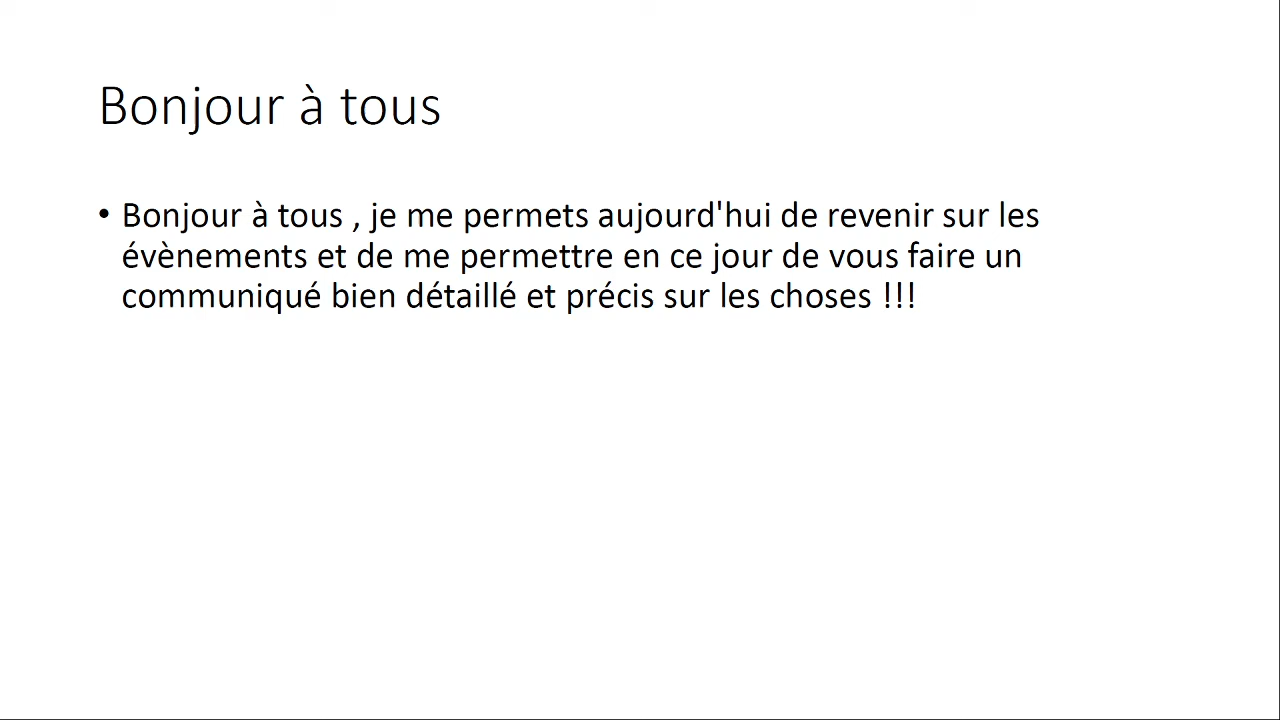 Bonjour à tous
• Bonjour à tous , je me permets aujourd'hui de revenir sur les
évènements et de me permettre en ce jour de vous faire un
communiqué bien détaillé et précis sur les choses !!!